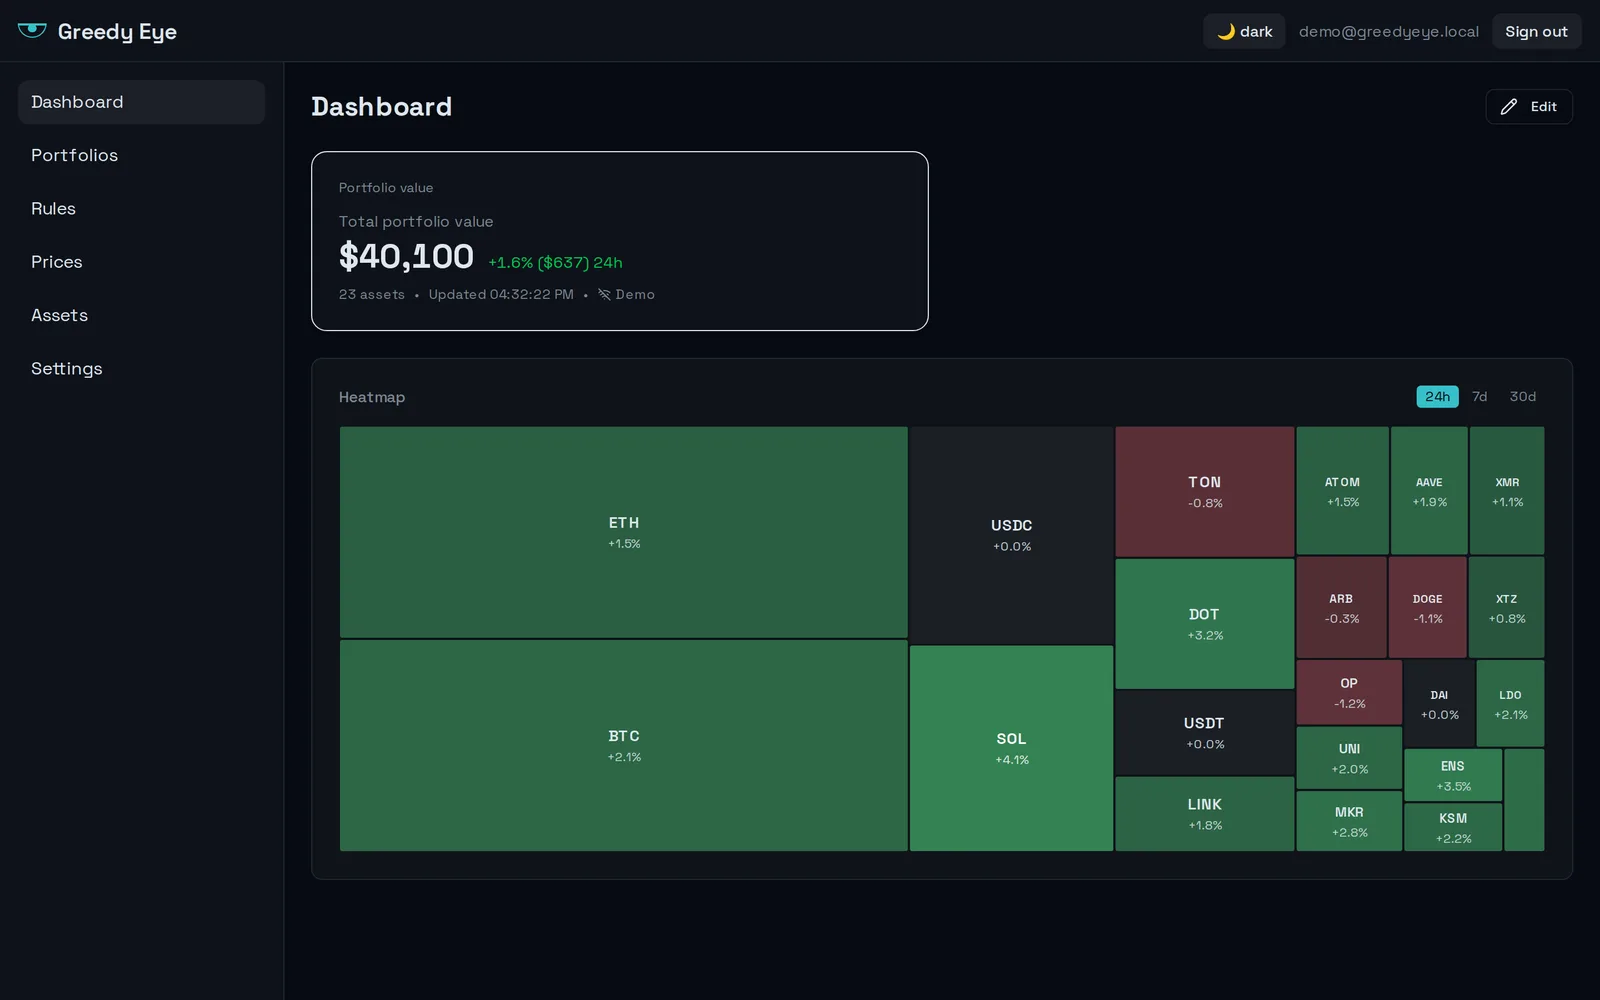 Greedy Eye
🌙 dark
demo@greedyeye.local
Sign out
Dashboard
Portfolios
Rules
Prices
Assets
Settings
Dashboard
Edit
Portfolio value
Total portfolio value
$40,100 +1.6% ($637) 24h
23 assets • Updated 04:32:22 PM • Demo
Heatmap
24h 7d 30d
ETH
+1.5%
BTC
+2.1%
USDC
+0.0%
SOL
+4.1%
TON
-0.8%
DOT
+3.2%
USDT
+0.0%
LINK
+1.8%
ATOM
+1.5%
AAVE
+1.9%
XMR
+1.1%
ARB
-0.3%
DOGE
-1.1%
XTZ
+0.8%
OP
-1.2%
DAI
+0.0%
LDO
+2.1%
UNI
+2.0%
ENS
+3.5%
MKR
+2.8%
KSM
+2.2%